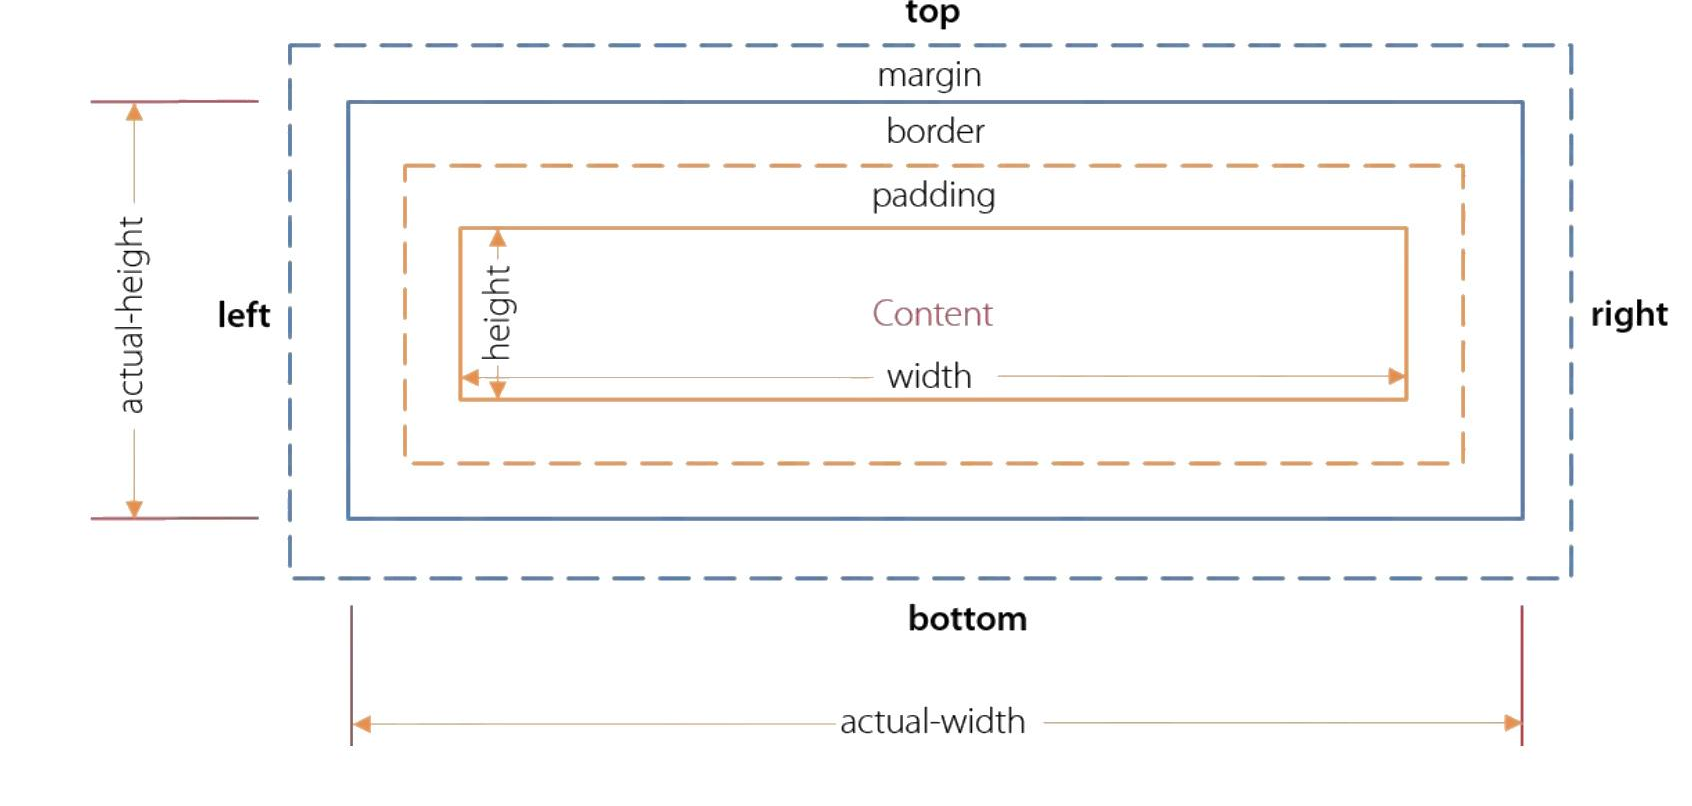 top
margin
border
padding
actual-height
left
height
Content
right
width
bottom
actual-width